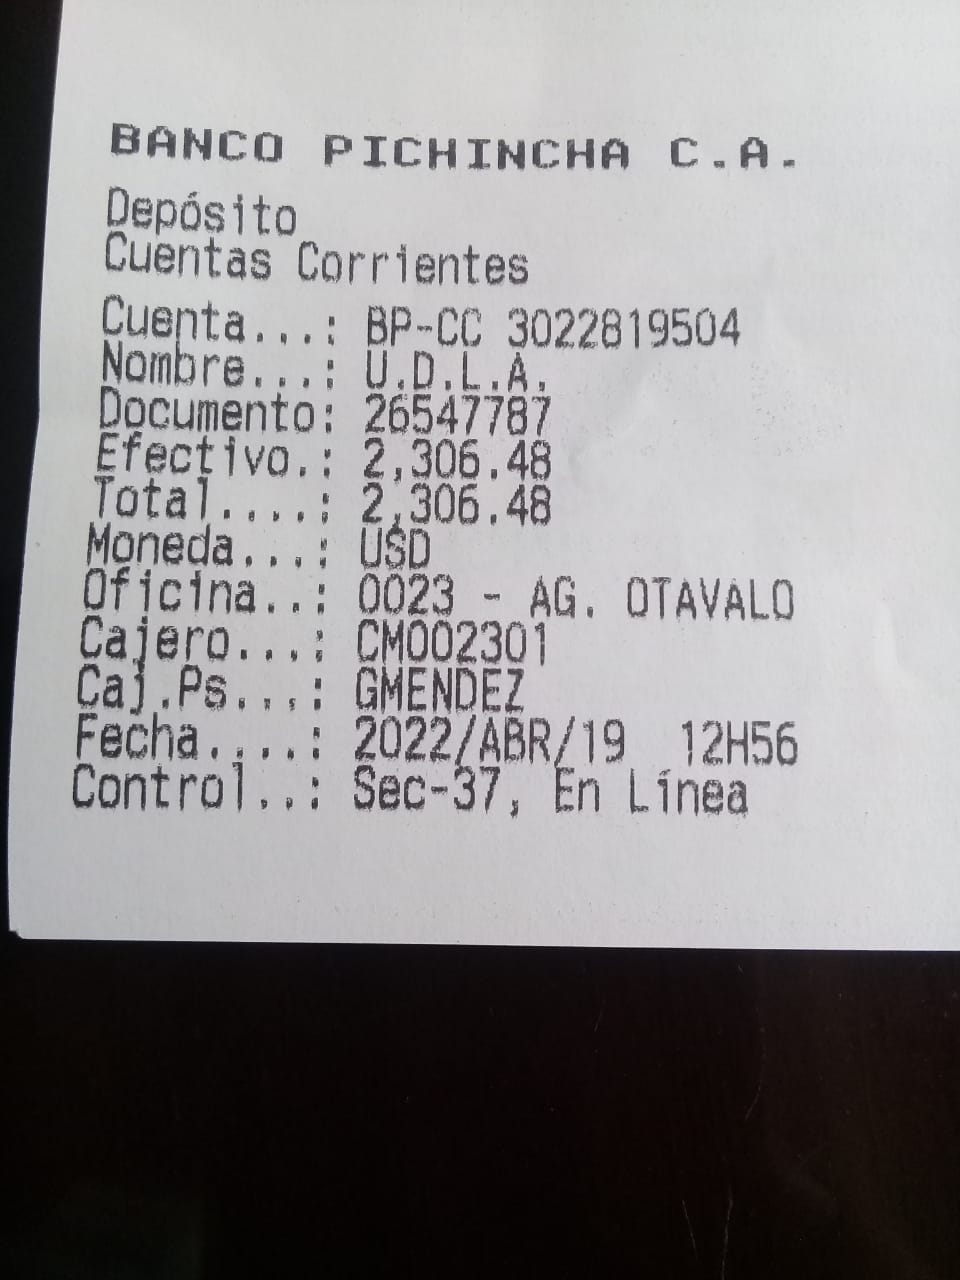 BANCO PICHINCHA C.A.
Depósito
Cuentas Corrientes
Cuenta...: BP-CC 3022819504
Nombre...: U.D.L.A.
Documento: 26547787
Efectivo.: 2,306.48
Total....: 2,306.48
Moneda...: USD
Oficina..: 0023 - AG. OTAVALO
Cajero...: CM002301
Caj.Ps...: GMENDEZ
Fecha....: 2022/ABR/19 12H56
Control..: Sec-37, En Línea